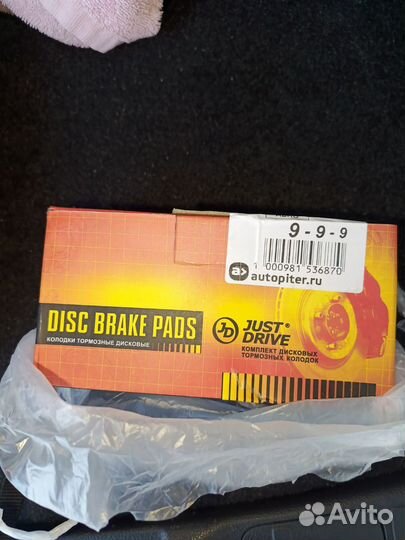 9 - 9 - 9
1 000981 536870
a> autopiter.ru
DISC BRAKE PADS
КОЛОДКИ ТОРМОЗНЫЕ ДИСКОВЫЕ
JD JUST® DRIVE
КОМПЛЕКТ ДИСКОВЫХ
ТОРМОЗНЫХ КОЛОДОК
Avito